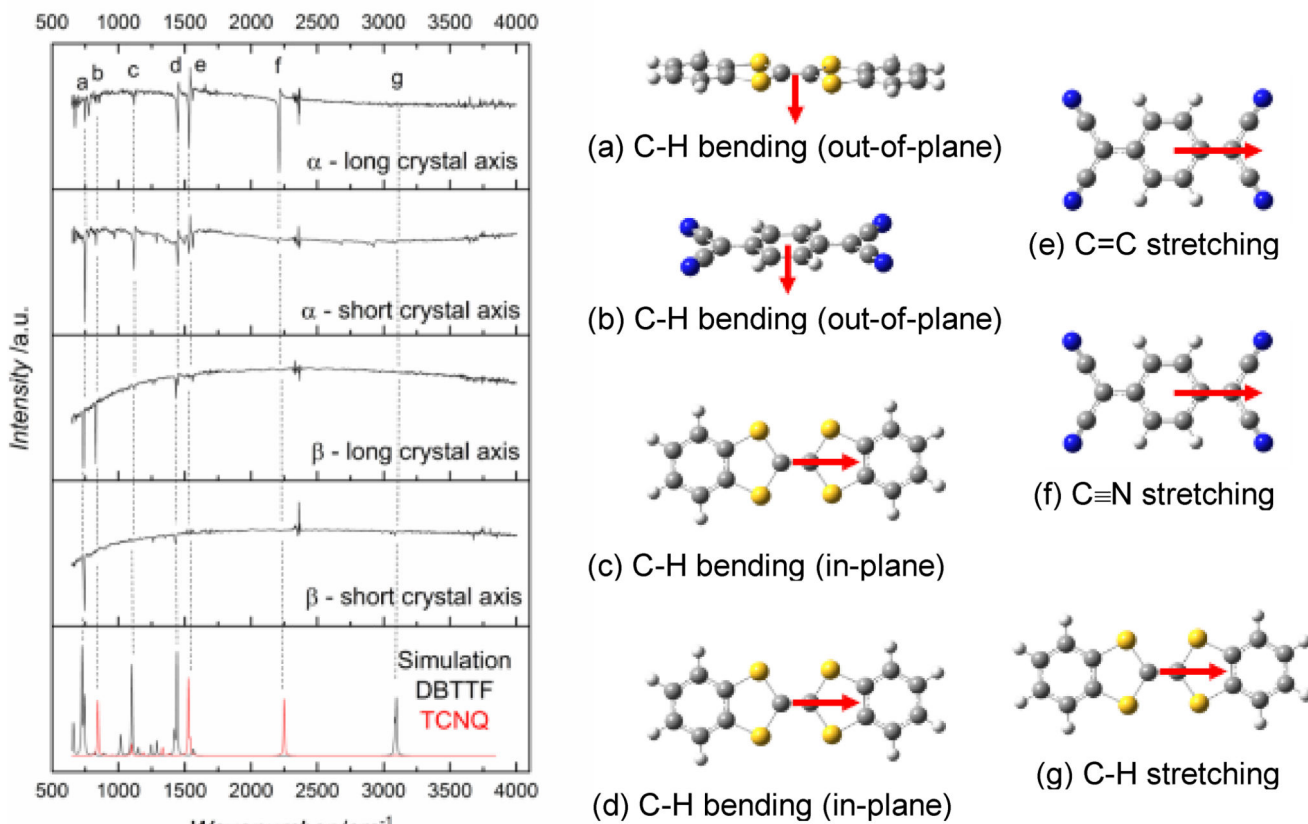 500 1000 1500 2000 2500 3000 3500 4000
a b c d e f g
α - long crystal axis
α - short crystal axis
β - long crystal axis
β - short crystal axis
Simulation
DBTTF
TCNQ
500 1000 1500 2000 2500 3000 3500 4000
Intensity /a.u.
(a) C-H bending (out-of-plane)
(b) C-H bending (out-of-plane)
(c) C-H bending (in-plane)
(d) C-H bending (in-plane)
(e) C=C stretching
(f) C≡N stretching
(g) C-H stretching